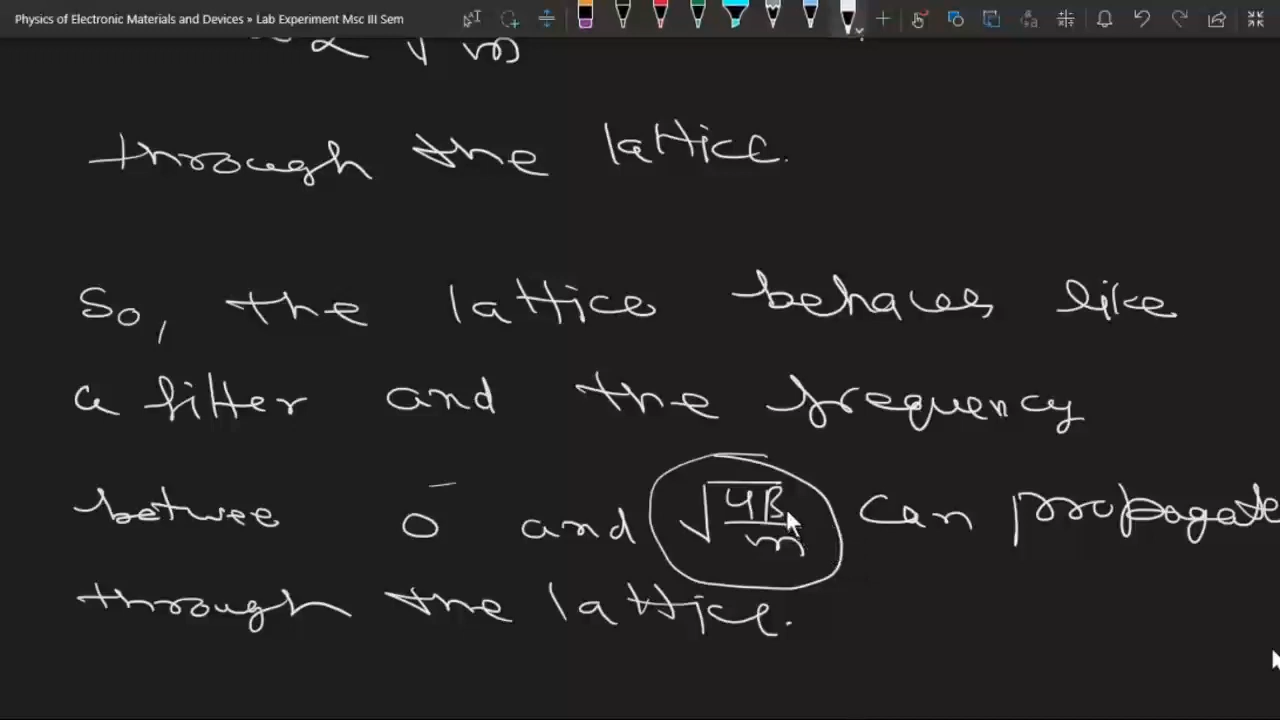 Physics of Electronic Materials and Devices » Lab Experiment Msc III Sem
through the lattice.
So, the lattice behaves like
a filter and the frequency
betwee 0 and √4β/m can propagate
through the lattice.